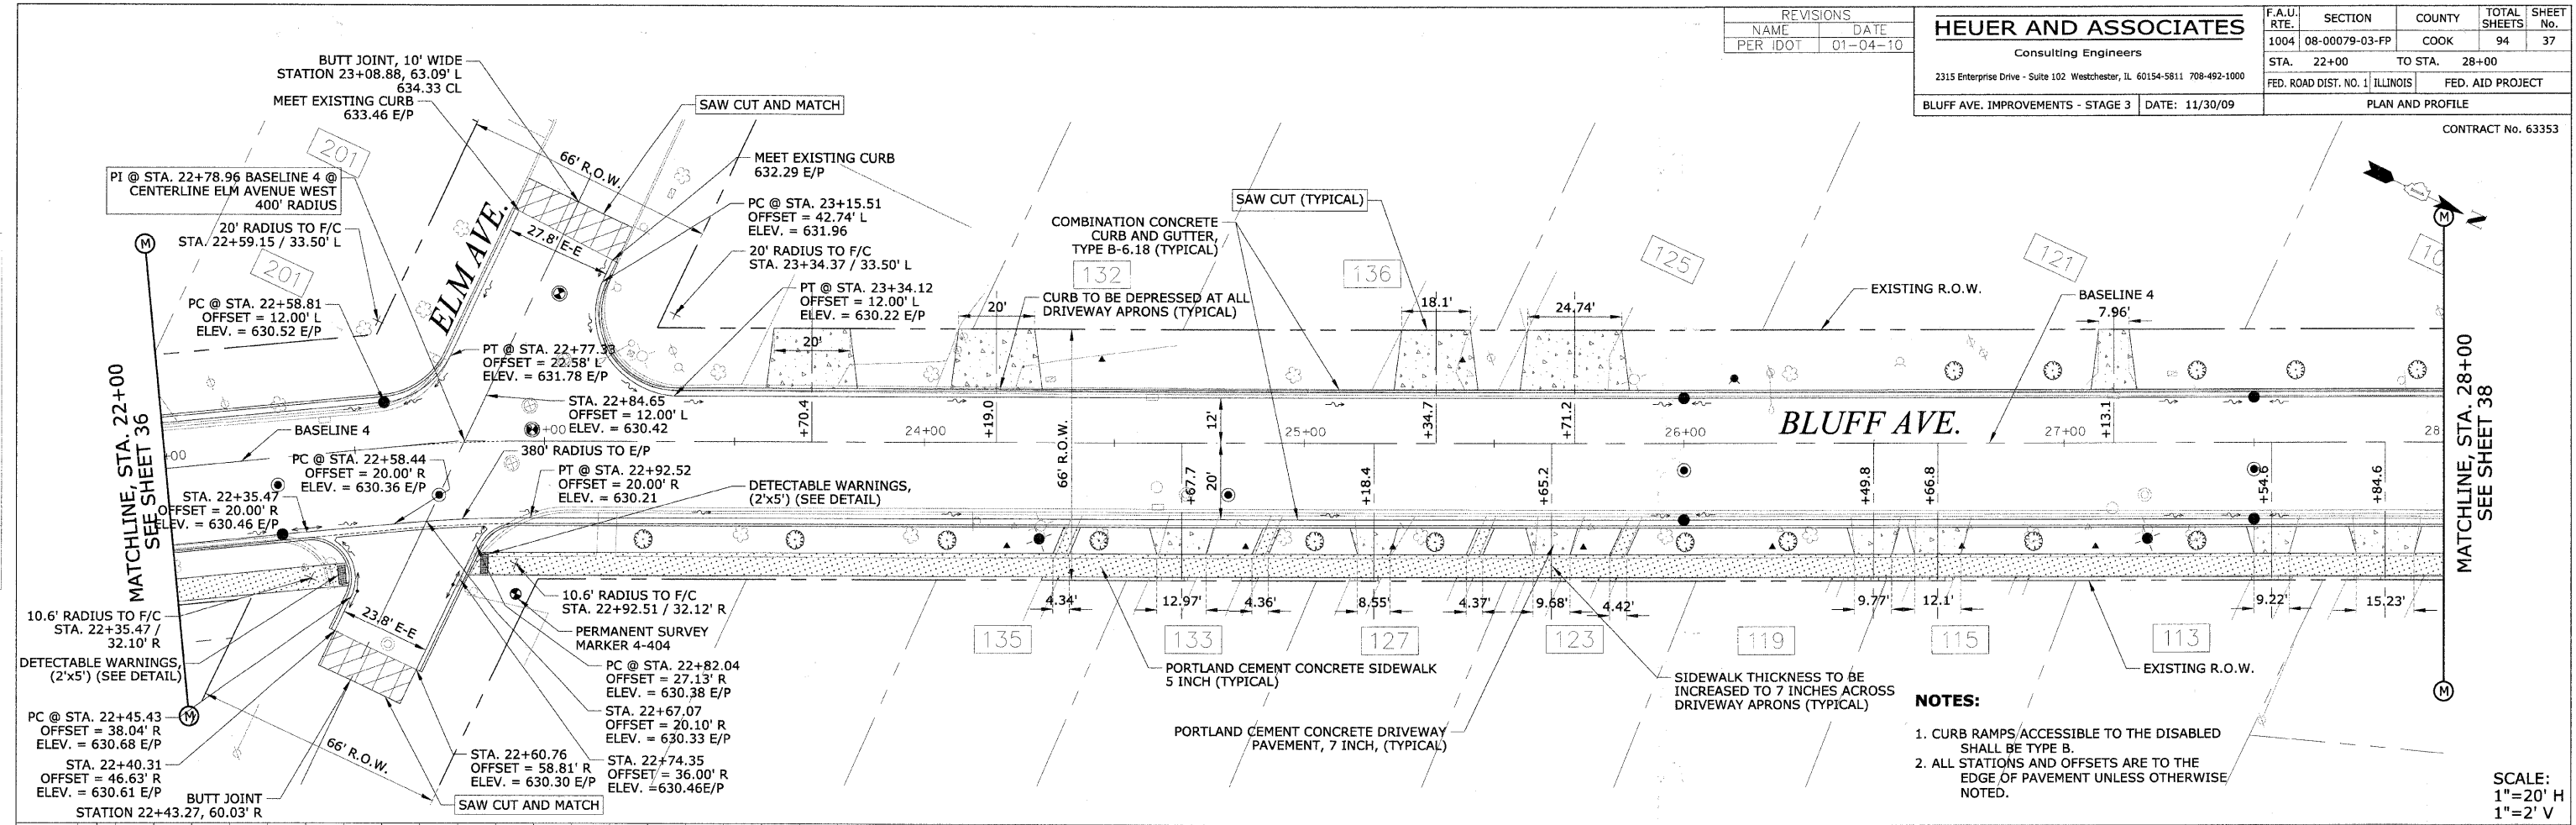 REVISIONS
NAME DATE
PER IDOT 01-04-10
HEUER AND ASSOCIATES
Consulting Engineers
2315 Enterprise Drive - Suite 102 Westchester, IL 60154-5811 708-492-1000
BLUFF AVE. IMPROVEMENTS - STAGE 3 DATE: 11/30/09
F.A.U. RTE. SECTION COUNTY TOTAL SHEETS SHEET No.
1004 08-00079-03-FP COOK 94 37
STA. 22+00 TO STA. 28+00
FED. ROAD DIST. NO. 1 ILLINOIS FED. AID PROJECT
PLAN AND PROFILE
CONTRACT No. 63353
BUTT JOINT, 10' WIDE
STATION 23+08.88, 63.09' L
634.33 CL
MEET EXISTING CURB
633.46 E/P
SAW CUT AND MATCH
201
66' R.O.W.
MEET EXISTING CURB
632.29 E/P
PI @ STA. 22+78.96 BASELINE 4 @
CENTERLINE ELM AVENUE WEST
400' RADIUS
PC @ STA. 23+15.51
OFFSET = 42.74' L
ELEV. = 631.96
20' RADIUS TO F/C
STA. 22+59.15 / 33.50' L
27.8' E-E
20' RADIUS TO F/C
STA. 23+34.37 / 33.50' L
201
ELM AVE.
PC @ STA. 22+58.81
OFFSET = 12.00' L
ELEV. = 630.52 E/P
PT @ STA. 23+34.12
OFFSET = 12.00' L
ELEV. = 630.22 E/P
COMBINATION CONCRETE
CURB AND GUTTER,
TYPE B-6.18 (TYPICAL)
SAW CUT (TYPICAL)
132
136
125
121
10
N
M
M
CURB TO BE DEPRESSED AT ALL
DRIVEWAY APRONS (TYPICAL)
EXISTING R.O.W.
BASELINE 4
20'
20'
18.1'
24.74'
7.96'
PT @ STA. 22+77.33
OFFSET = 22.58' L
ELEV. = 631.78 E/P
STA. 22+84.65
OFFSET = 12.00' L
ELEV. = 630.42
MATCHLINE, STA. 22+00
SEE SHEET 36
BASELINE 4
+00
+00
+70.4
24+00
+19.0
66' R.O.W.
12'
25+00
+34.7
+71.2
26+00
BLUFF AVE.
27+00
+13.1
28
MATCHLINE, STA. 28+00
SEE SHEET 38
380' RADIUS TO E/P
PC @ STA. 22+58.44
OFFSET = 20.00' R
ELEV. = 630.36 E/P
PT @ STA. 22+92.52
OFFSET = 20.00' R
ELEV. = 630.21
DETECTABLE WARNINGS,
(2'x5') (SEE DETAIL)
STA. 22+35.47
OFFSET = 20.00' R
ELEV. = 630.46 E/P
+67.7
20'
+18.4
+65.2
+49.8
+66.8
+54.6
+84.6
10.6' RADIUS TO F/C
STA. 22+92.51 / 32.12' R
4.34'
12.97'
4.36'
8.55'
4.37'
9.68'
4.42'
9.77'
12.1'
9.22'
15.23'
10.6' RADIUS TO F/C
STA. 22+35.47 /
32.10' R
23.8' E-E
PERMANENT SURVEY
MARKER 4-404
135
133
127
123
119
115
113
DETECTABLE WARNINGS,
(2'x5') (SEE DETAIL)
PC @ STA. 22+82.04
OFFSET = 27.13' R
ELEV. = 630.38 E/P
PORTLAND CEMENT CONCRETE SIDEWALK
5 INCH (TYPICAL)
SIDEWALK THICKNESS TO BE
INCREASED TO 7 INCHES ACROSS
DRIVEWAY APRONS (TYPICAL)
EXISTING R.O.W.
M
M
PC @ STA. 22+45.43
OFFSET = 38.04' R
ELEV. = 630.68 E/P
STA. 22+67.07
OFFSET = 20.10' R
ELEV. = 630.33 E/P
PORTLAND CEMENT CONCRETE DRIVEWAY
PAVEMENT, 7 INCH, (TYPICAL)
66' R.O.W.
STA. 22+40.31
OFFSET = 46.63' R
ELEV. = 630.61 E/P
STA. 22+60.76
OFFSET = 58.81' R
ELEV. = 630.30 E/P
STA. 22+74.35
OFFSET = 36.00' R
ELEV. =630.46E/P
BUTT JOINT
STATION 22+43.27, 60.03' R
SAW CUT AND MATCH
NOTES:
1. CURB RAMPS ACCESSIBLE TO THE DISABLED
SHALL BE TYPE B.
2. ALL STATIONS AND OFFSETS ARE TO THE
EDGE OF PAVEMENT UNLESS OTHERWISE
NOTED.
SCALE:
1"=20' H
1"=2' V